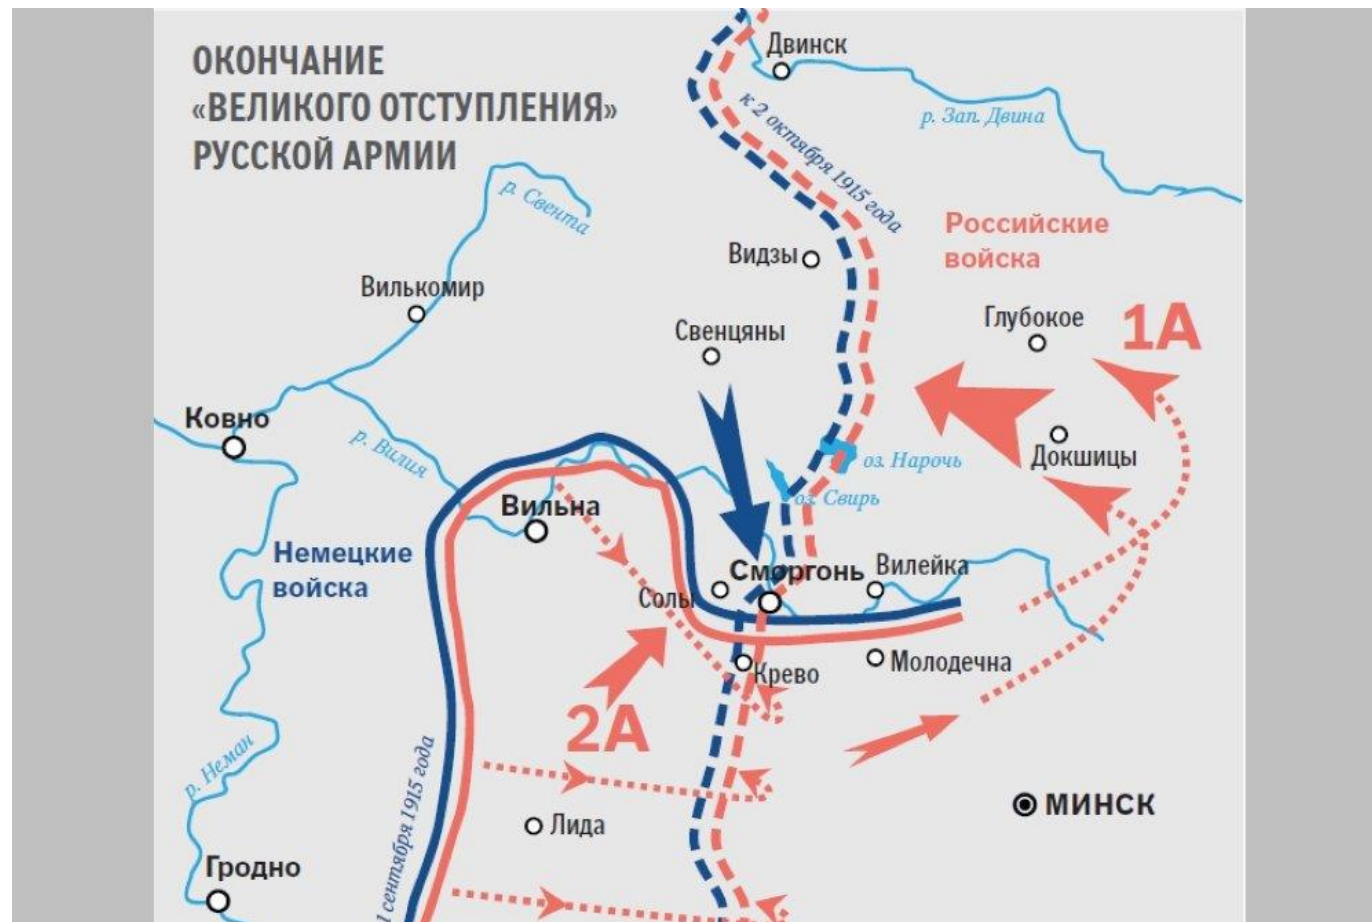 ОКОНЧАНИЕ
«ВЕЛИКОГО ОТСТУПЛЕНИЯ»
РУССКОЙ АРМИИ
Двинск
к 2 октября 1915 года
р. Зап. Двина
р. Свента
Российские
войска
Видзы
Вилькомир
Глубокое
1А
Свенцяны
Ковно
р. Вилия
оз. Нарочь
Докшицы
Вильна
оз. Свирь
Немецкие
войска
Сморгонь
Вилейка
Солы
Крево
Молодечна
2А
р. Неман
МИНСК
Лида
1 сентября 1915 года
Гродно